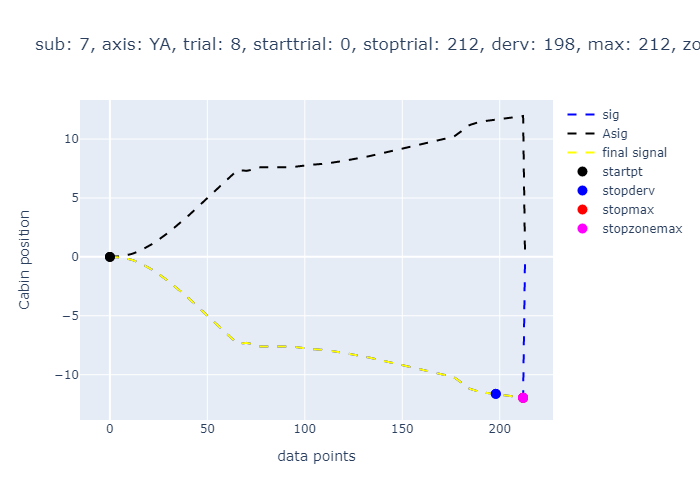 sub: 7, axis: YA, trial: 8, starttrial: 0, stoptrial: 212, derv: 198, max: 212, zo
10
5
0
−5
−10
Cabin position
0
50
100
150
200
data points
sig
Asig
final signal
startpt
stopderv
stopmax
stopzonemax